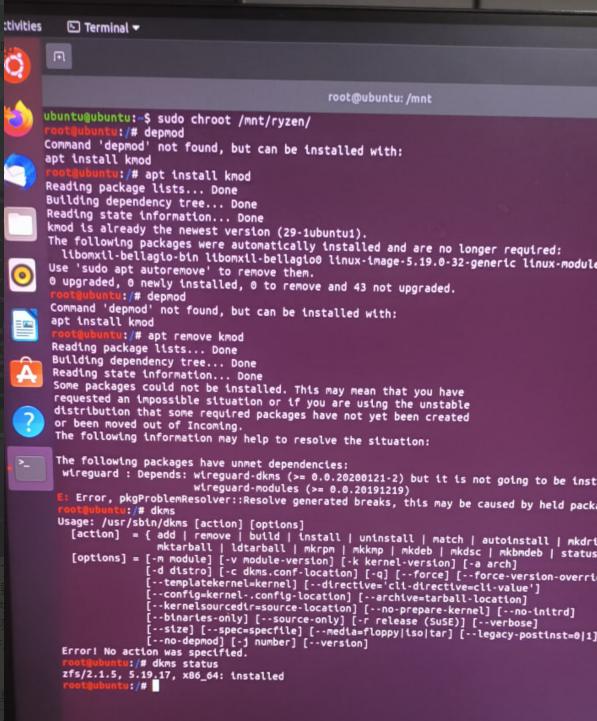 ctivities
Terminal
root@ubuntu: /mnt
ubuntu@ubuntu:~$ sudo chroot /mnt/ryzen/
root@ubuntu:/# depmod
Command 'depmod' not found, but can be installed with:
apt install kmod
root@ubuntu:/# apt install kmod
Reading package lists... Done
Building dependency tree... Done
Reading state information... Done
kmod is already the newest version (29-1ubuntu1).
The following packages were automatically installed and are no longer required:
libomxil-bellagio-bin libomxil-bellagio0 linux-image-5.19.0-32-generic linux-module
Use 'sudo apt autoremove' to remove them.
0 upgraded, 0 newly installed, 0 to remove and 43 not upgraded.
root@ubuntu:/# depmod
Command 'depmod' not found, but can be installed with:
apt install kmod
root@ubuntu:/# apt remove kmod
Reading package lists... Done
Building dependency tree... Done
Reading state information... Done
Some packages could not be installed. This may mean that you have
requested an impossible situation or if you are using the unstable
distribution that some required packages have not yet been created
or been moved out of Incoming.
The following information may help to resolve the situation:
The following packages have unmet dependencies:
wireguard : Depends: wireguard-dkms (>= 0.0.20200121-2) but it is not going to be inst
wireguard-modules (>= 0.0.20191219)
E: Error, pkgProblemResolver::Resolve generated breaks, this may be caused by held packa
root@ubuntu:/# dkms
Usage: /usr/sbin/dkms [action] [options]
[action] = { add | remove | build | install | uninstall | match | autoinstall | mkdri
mktarball | ldtarball | mkrpm | mkkmp | mkdeb | mkdsc | mkbmdeb | status
[options] = [-m module] [-v module-version] [-k kernel-version] [-a arch]
[-d distro] [-c dkms.conf-location] [-q] [--force] [--force-version-overri
[--templatekernel=kernel] [--directive='cli-directive=cli-value']
[--config=kernel-.config-location] [--archive=tarball-location]
[--kernelsourcedir=source-location] [--no-prepare-kernel] [--no-initrd]
[--binaries-only] [--source-only] [-r release (SuSE)] [--verbose]
[--size] [--spec=specfile] [--media=floppy|iso|tar] [--legacy-postinst=0|1]
[--no-depmod] [-j number] [--version]
Error! No action was specified.
root@ubuntu:/# dkms status
zfs/2.1.5, 5.19.17, x86_64: installed
root@ubuntu:/#